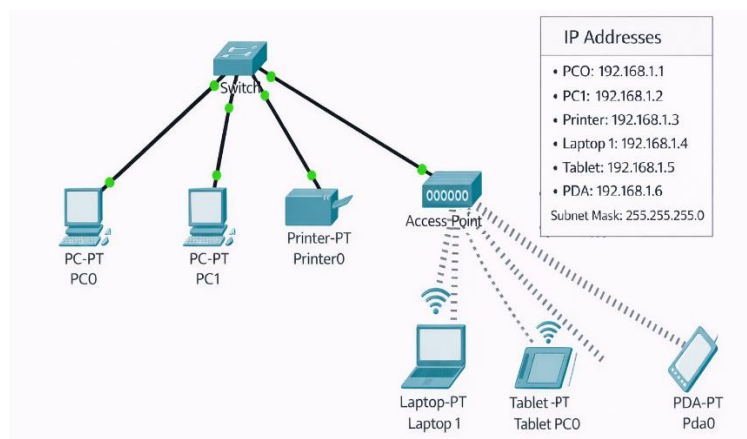 Switch
IP Addresses
• PCO: 192.168.1.1
• PC1: 192.168.1.2
• Printer: 192.168.1.3
• Laptop 1: 192.168.1.4
• Tablet: 192.168.1.5
• PDA: 192.168.1.6
Subnet Mask: 255.255.255.0
Access Point
PC-PT
PC0
PC-PT
PC1
Printer-PT
Printer0
Laptop-PT
Laptop 1
Tablet-PT
Tablet PC0
PDA-PT
Pda0